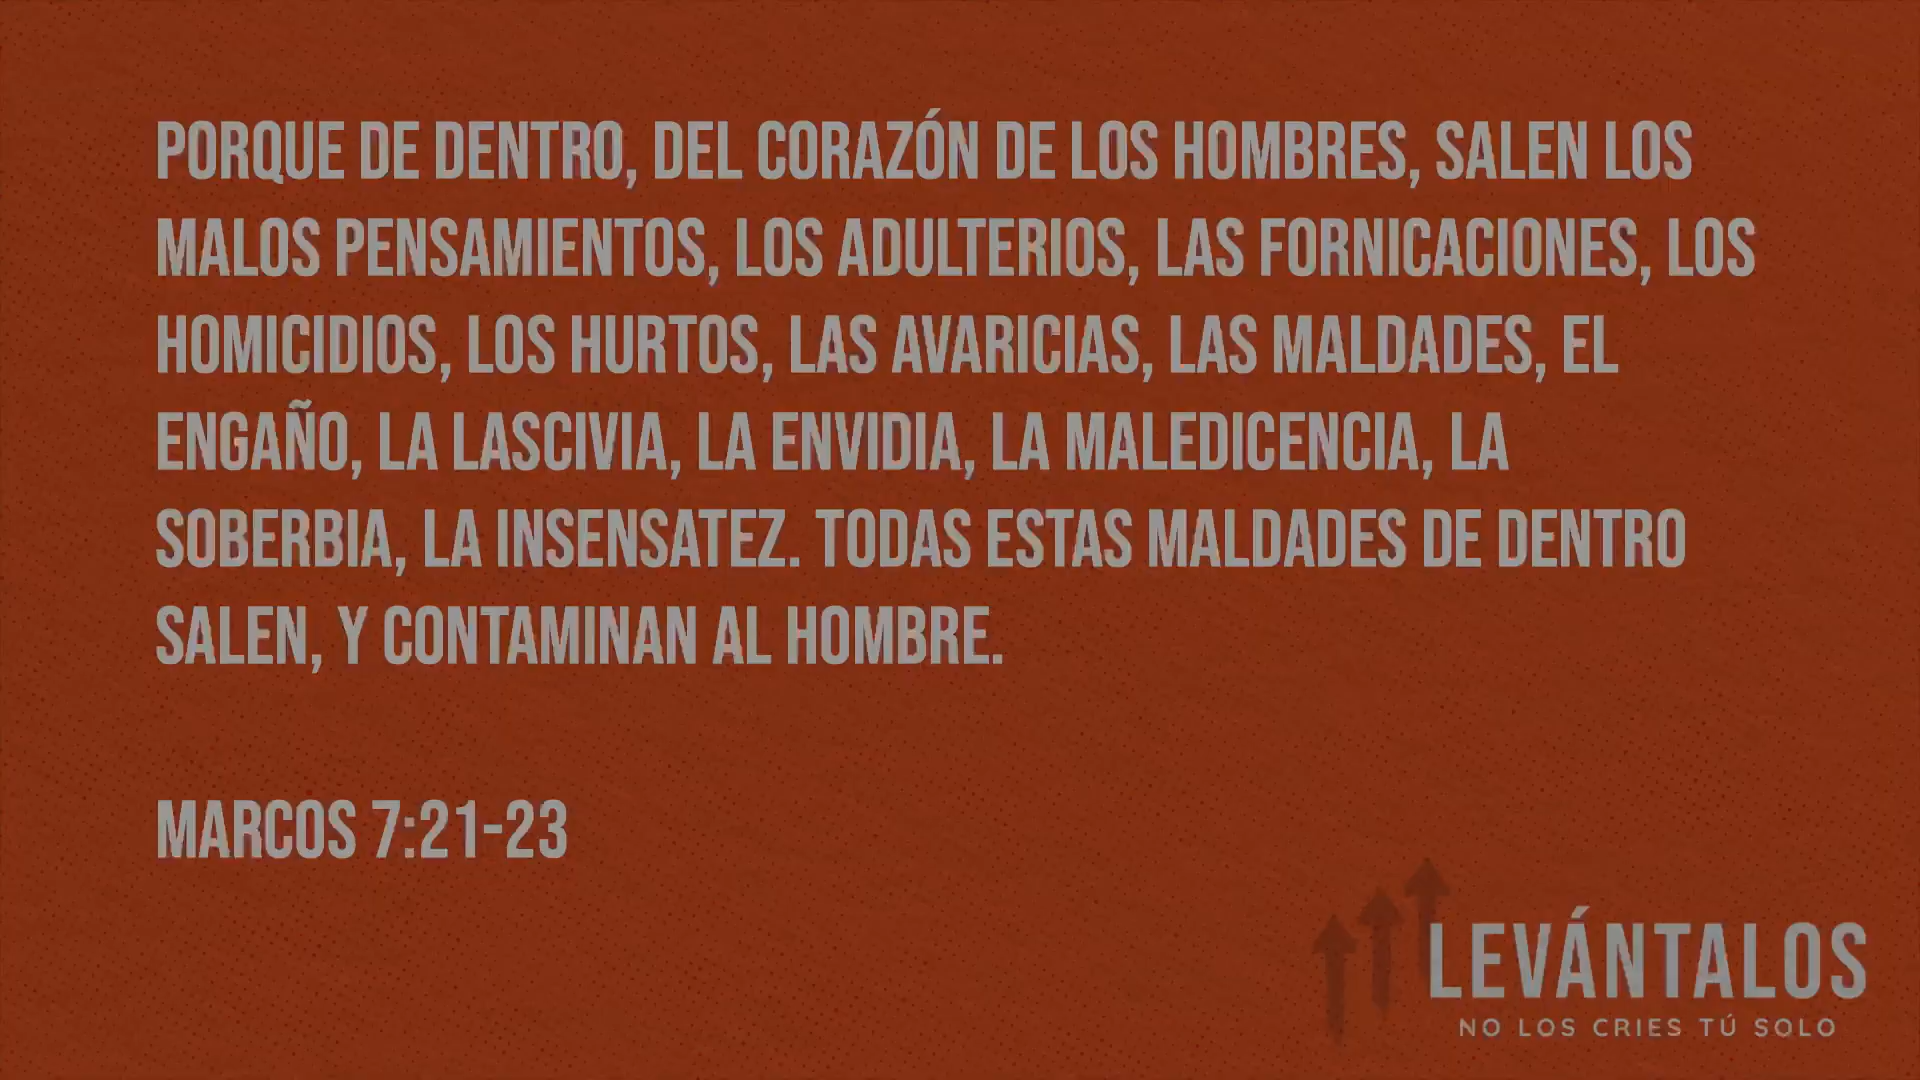 PORQUE DE DENTRO, DEL CORAZÓN DE LOS HOMBRES, SALEN LOS
MALOS PENSAMIENTOS, LOS ADULTERIOS, LAS FORNICACIONES, LOS
HOMICIDIOS, LOS HURTOS, LAS AVARICIAS, LAS MALDADES, EL
ENGAÑO, LA LASCIVIA, LA ENVIDIA, LA MALEDICENCIA, LA
SOBERBIA, LA INSENSATEZ. TODAS ESTAS MALDADES DE DENTRO
SALEN, Y CONTAMINAN AL HOMBRE.
MARCOS 7:21-23
LEVÁNTALOS
NO LOS CRIES TÚ SOLO